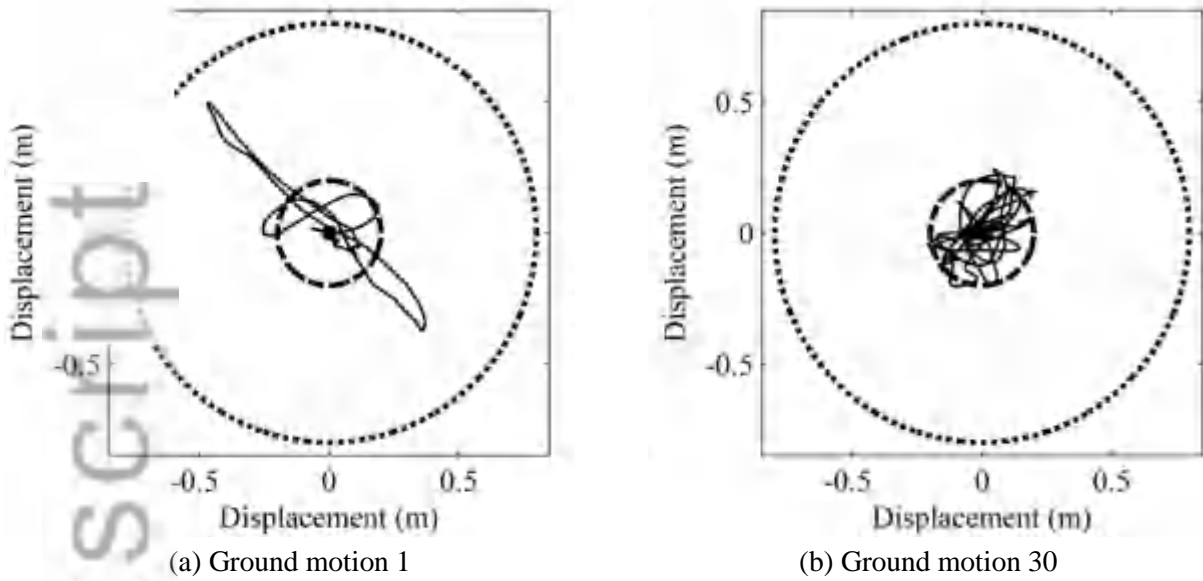 Displacement (m)
-0.5
-0.5
0
0.5
Displacement (m)
(a) Ground motion 1
Displacement (m)
0.5
0
-0.5
-0.5
0
0.5
Displacement (m)
(b) Ground motion 30
script